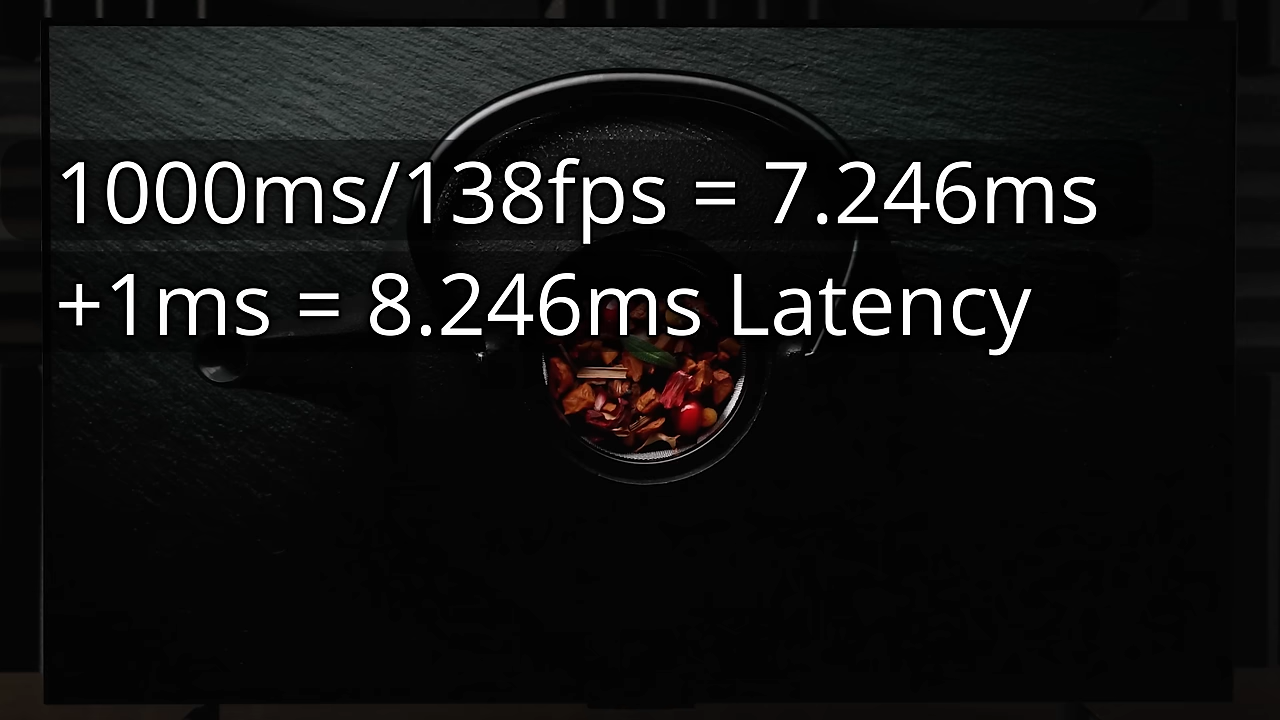 1000ms/138fps = 7.246ms
+1ms = 8.246ms Latency